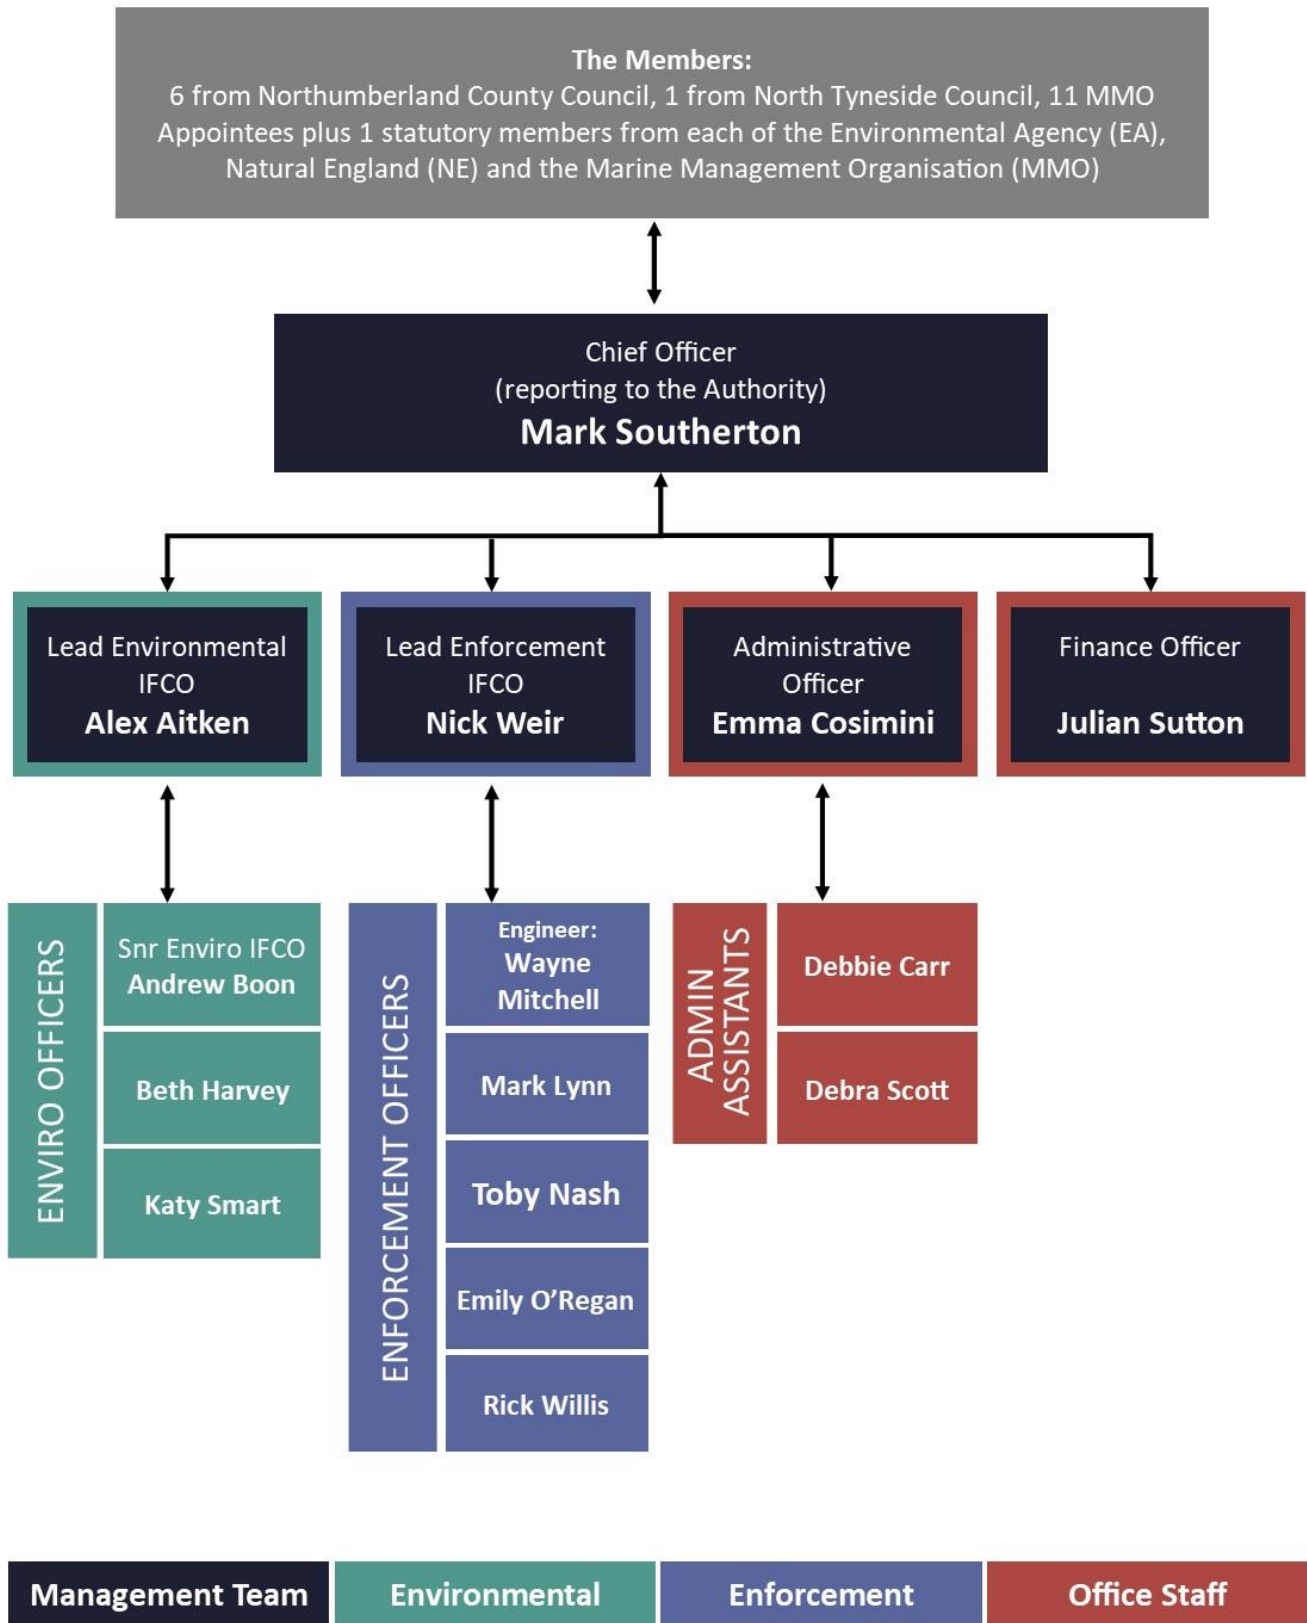 The Members:
6 from Northumberland County Council, 1 from North Tyneside Council, 11 MMO
Appointees plus 1 statutory members from each of the Environmental Agency (EA),
Natural England (NE) and the Marine Management Organisation (MMO)
Chief Officer
(reporting to the Authority)
Mark Southerton
Lead Environmental
IFCO
Alex Aitken
Lead Enforcement
IFCO
Nick Weir
Administrative
Officer
Emma Cosimini
Finance Officer
Julian Sutton
ENVIRO OFFICERS
Snr Enviro IFCO
Andrew Boon
Beth Harvey
Katy Smart
ENFORCEMENT OFFICERS
Engineer:
Wayne
Mitchell
Mark Lynn
Toby Nash
Emily O’Regan
Rick Willis
ADMIN
ASSISTANTS
Debbie Carr
Debra Scott
Management Team
Environmental
Enforcement
Office Staff